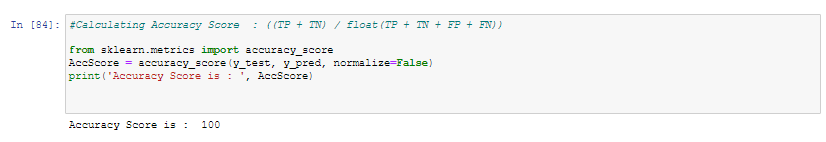 In [84]: #Calculating Accuracy Score : ((TP + TN) / float(TP + TN + FP + FN))
from sklearn.metrics import accuracy_score
AccScore = accuracy_score(y_test, y_pred, normalize=False)
print('Accuracy Score is : ', AccScore)
Accuracy Score is :  100